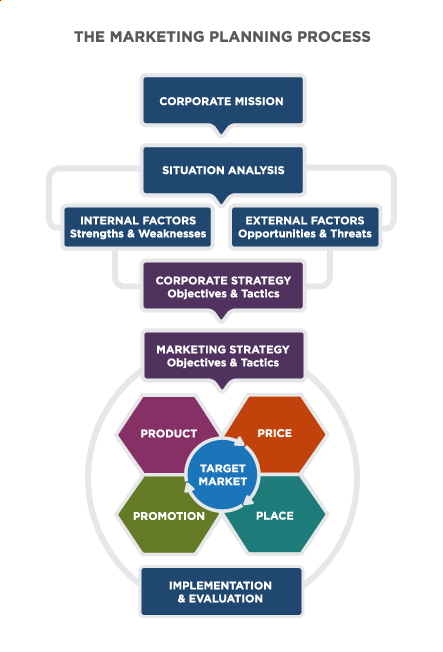 THE MARKETING PLANNING PROCESS
CORPORATE MISSION
SITUATION ANALYSIS
INTERNAL FACTORS
Strengths & Weaknesses
EXTERNAL FACTORS
Opportunities & Threats
CORPORATE STRATEGY
Objectives & Tactics
MARKETING STRATEGY
Objectives & Tactics
PRODUCT
PRICE
TARGET
MARKET
PROMOTION
PLACE
IMPLEMENTATION
& EVALUATION